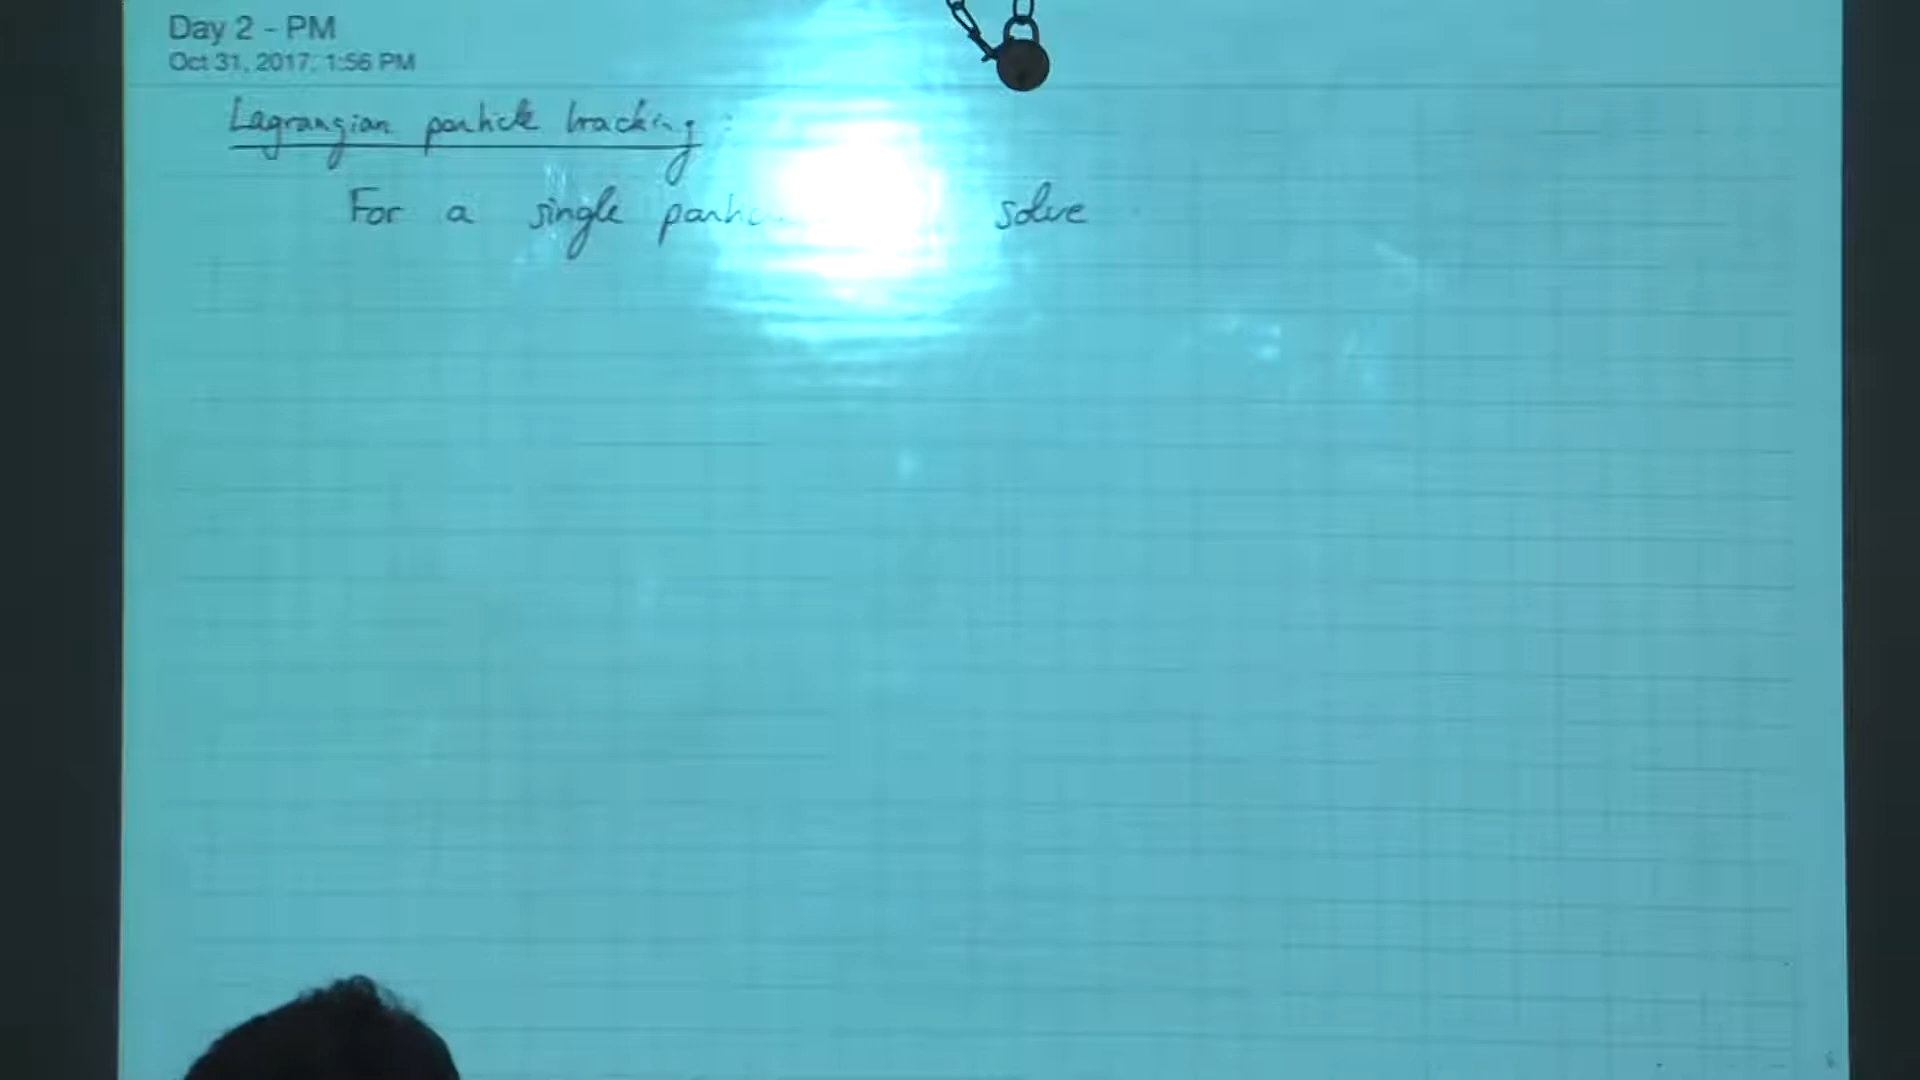 Day 2 - PM
Oct 31, 2017, 1:56 PM
Lagrangian particle tracking :
For a single solve